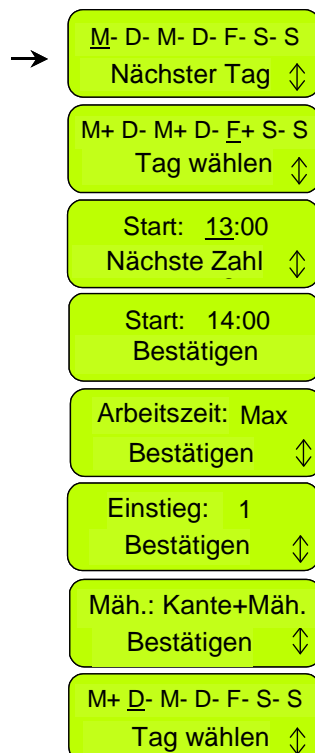 M- D- M- D- F- S- S
Nächster Tag
M+ D- M+ D- F+ S- S
Tag wählen
Start: 13:00
Nächste Zahl
Start: 14:00
Bestätigen
Arbeitszeit: Max
Bestätigen
Einstieg: 1
Bestätigen
Mäh.: Kante+Mäh.
Bestätigen
M+ D- M- D- F- S- S
Tag wählen